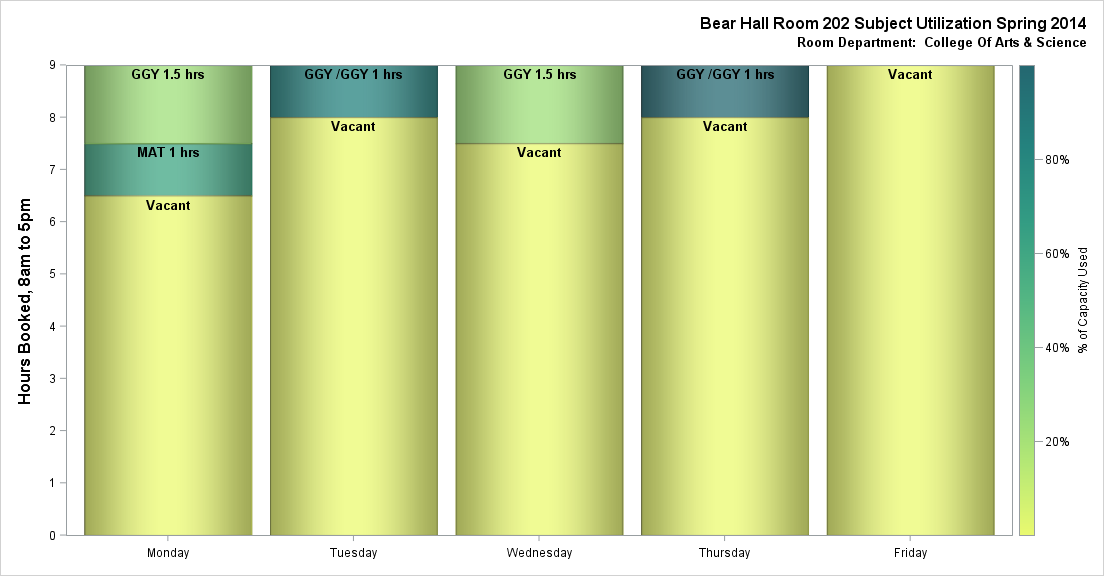 Bear Hall Room 202 Subject Utilization Spring 2014
Room Department:  College Of Arts & Science
Hours Booked, 8am to 5pm
9
8
7
6
5
4
3
2
1
0
GGY 1.5 hrs
MAT 1 hrs
Vacant
GGY /GGY 1 hrs
Vacant
GGY 1.5 hrs
Vacant
GGY /GGY 1 hrs
Vacant
Vacant
Monday
Tuesday
Wednesday
Thursday
Friday
80%
60%
40%
20%
% of Capacity Used